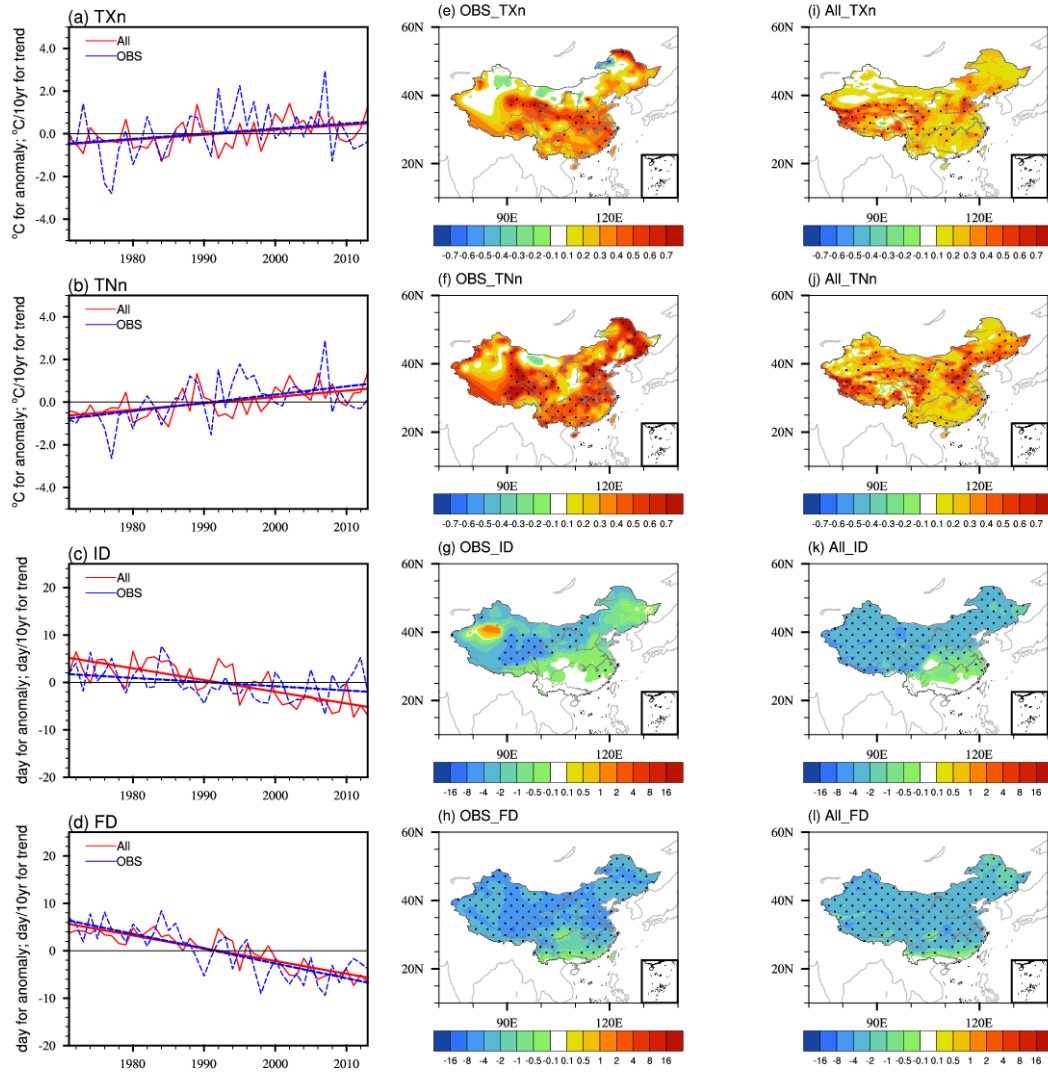 (a) TXn
All
OBS
4.0
2.0
0.0
-2.0
-4.0
1980
1990
2000
2010
°C for anomaly; °C/10yr for trend
(e) OBS_TXn
60N
40N
20N
90E
120E
-0.7-0.6-0.5-0.4-0.3-0.2-0.1 0.1 0.2 0.3 0.4 0.5 0.6 0.7
(i) All_TXn
60N
40N
20N
90E
120E
-0.7-0.6-0.5-0.4-0.3-0.2-0.1 0.1 0.2 0.3 0.4 0.5 0.6 0.7
(b) TNn
All
OBS
4.0
2.0
0.0
-2.0
-4.0
1980
1990
2000
2010
°C for anomaly; °C/10yr for trend
(f) OBS_TNn
60N
40N
20N
90E
120E
-0.7-0.6-0.5-0.4-0.3-0.2-0.1 0.1 0.2 0.3 0.4 0.5 0.6 0.7
(j) All_TNn
60N
40N
20N
90E
120E
-0.7-0.6-0.5-0.4-0.3-0.2-0.1 0.1 0.2 0.3 0.4 0.5 0.6 0.7
(c) ID
All
OBS
20
10
0
-10
-20
1980
1990
2000
2010
day for anomaly; day/10yr for trend
(g) OBS_ID
60N
40N
20N
90E
120E
-16 -8 -4 -2 -1 -0.5-0.1 0.1 0.5 1 2 4 8 16
(k) All_ID
60N
40N
20N
90E
120E
-16 -8 -4 -2 -1 -0.5-0.1 0.1 0.5 1 2 4 8 16
(d) FD
All
OBS
20
10
0
-10
-20
1980
1990
2000
2010
day for anomaly; day/10yr for trend
(h) OBS_FD
60N
40N
20N
90E
120E
-16 -8 -4 -2 -1 -0.5-0.1 0.1 0.5 1 2 4 8 16
(l) All_FD
60N
40N
20N
90E
120E
-16 -8 -4 -2 -1 -0.5-0.1 0.1 0.5 1 2 4 8 16